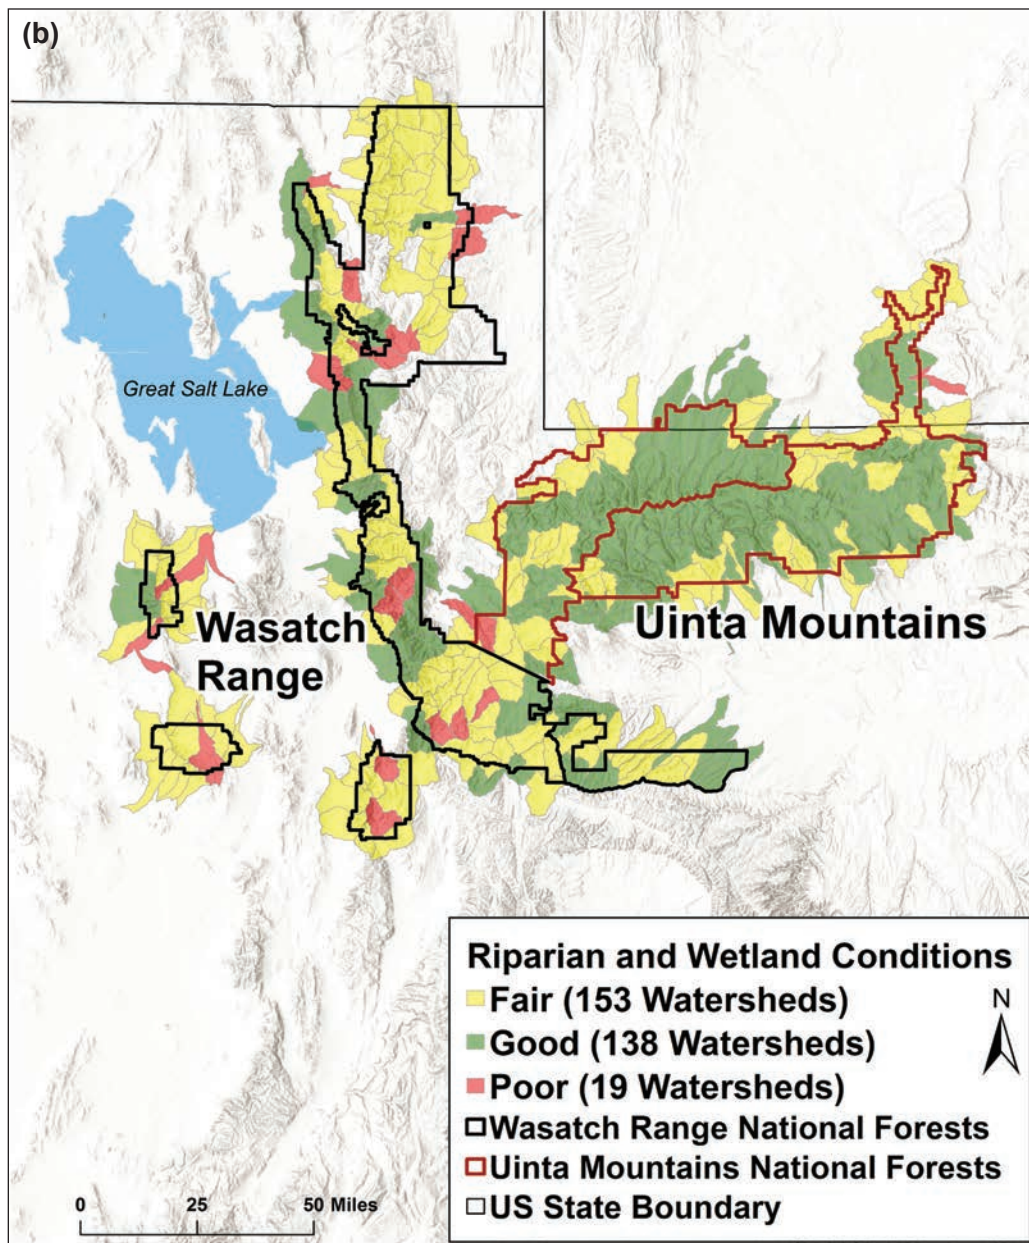 (b)
Great Salt Lake
Wasatch
Range
Uinta Mountains
Riparian and Wetland Conditions
Fair (153 Watersheds)
Good (138 Watersheds)
Poor (19 Watersheds)
Wasatch Range National Forests
Uinta Mountains National Forests
US State Boundary
N
0 25 50 Miles